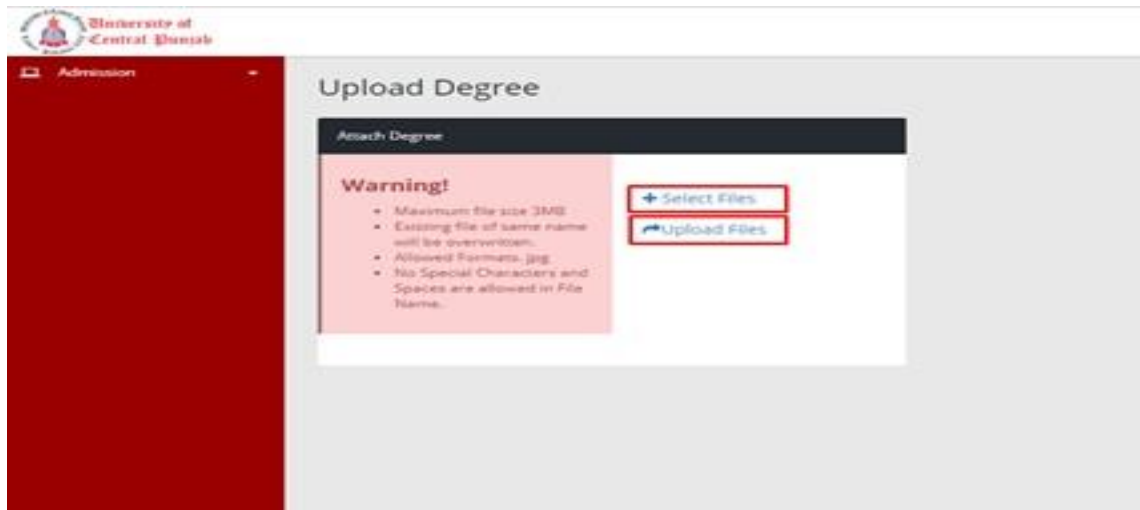 University of
Central Punjab
Admission
Upload Degree
Attach Degree
Warning!
Maximum file size 3MB
Existing file of same name
will be overwritten.
Allowed Formats. jpg
No Special Characters and
Spaces are allowed in File
Name.
Select Files
Upload Files